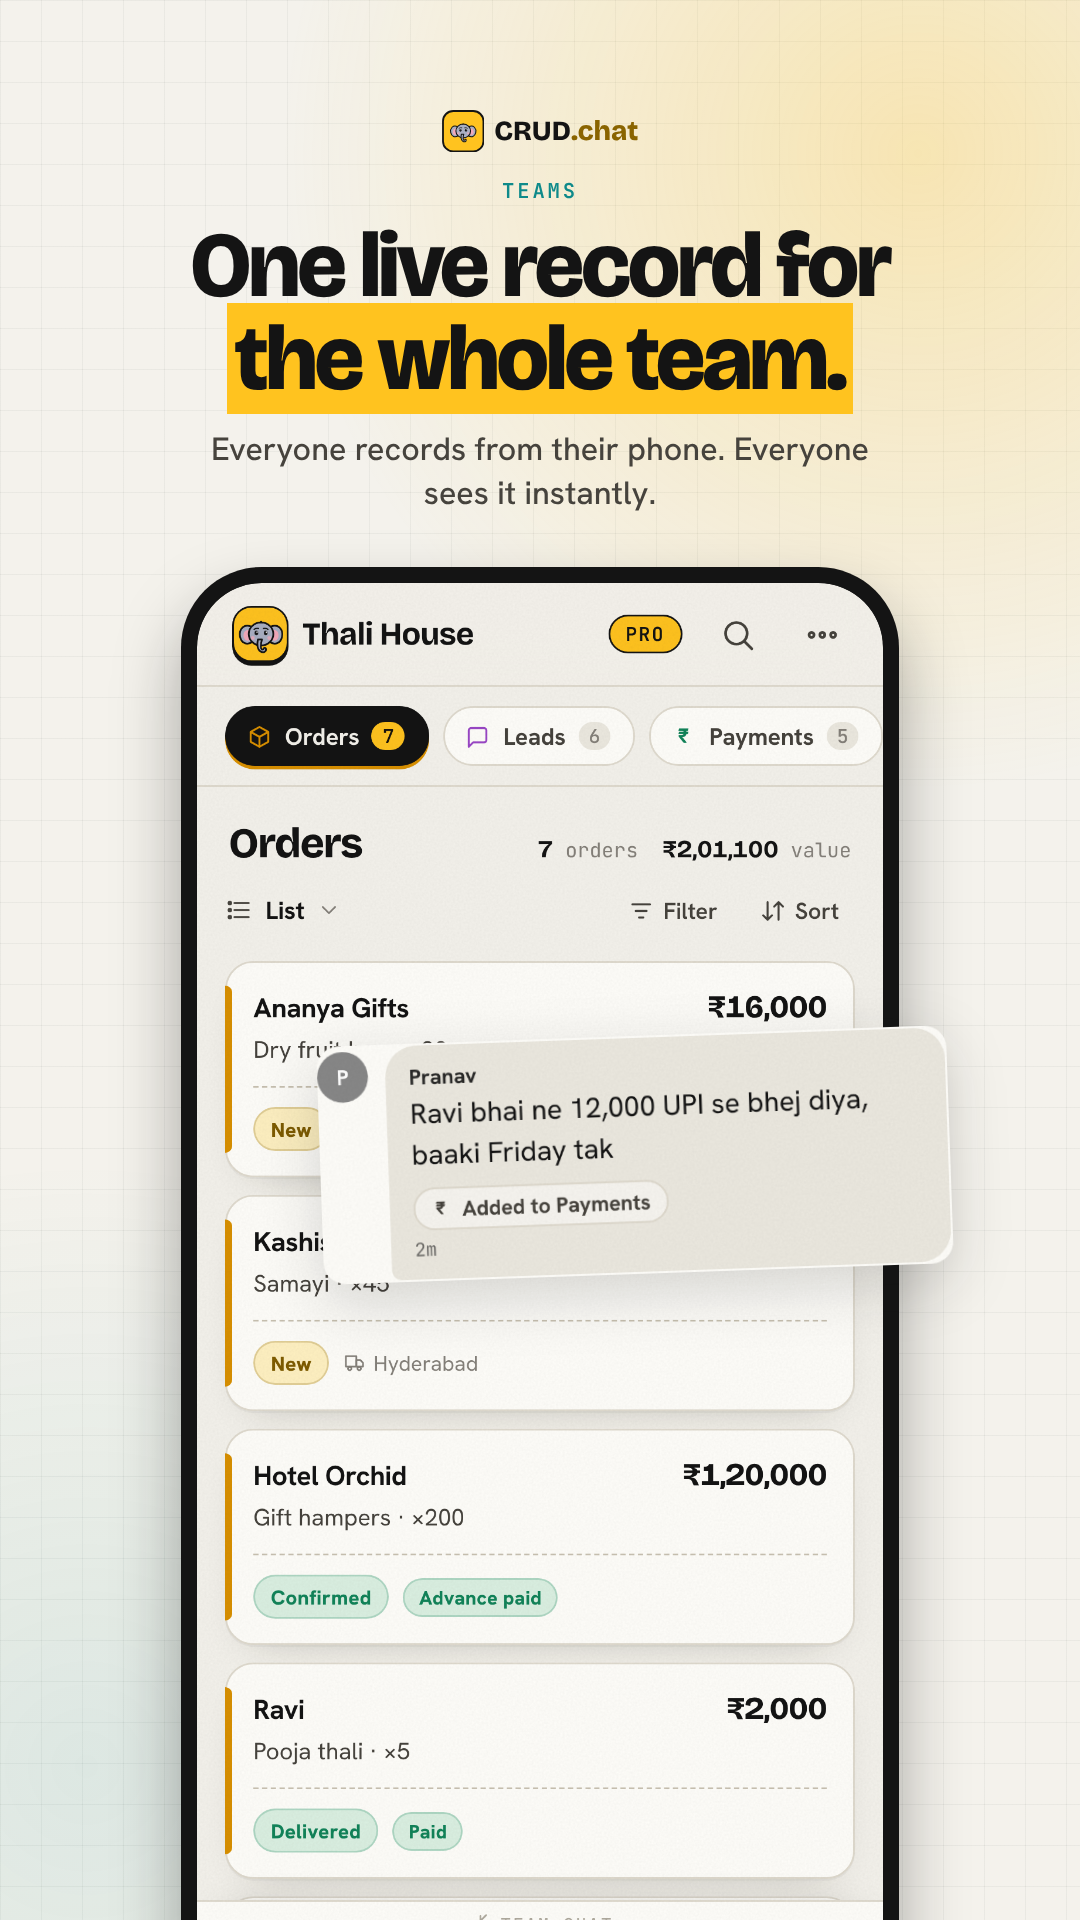 CRUD.chat
TEAMS
One live record for
the whole team.
Everyone records from their phone. Everyone
sees it instantly.
Thali House
PRO
Orders 7
Leads 6
₹ Payments 5
Orders
7 orders ₹2,01,100 value
List
Filter
Sort
Ananya Gifts
₹16,000
Dry
New
P
Pranav
Ravi bhai ne 12,000 UPI se bhej diya,
baaki Friday tak
₹ Added to Payments
2m
Samayi · ×45
New
Hyderabad
Hotel Orchid
₹1,20,000
Gift hampers · ×200
Confirmed
Advance paid
Ravi
₹2,000
Pooja thali · ×5
Delivered
Paid